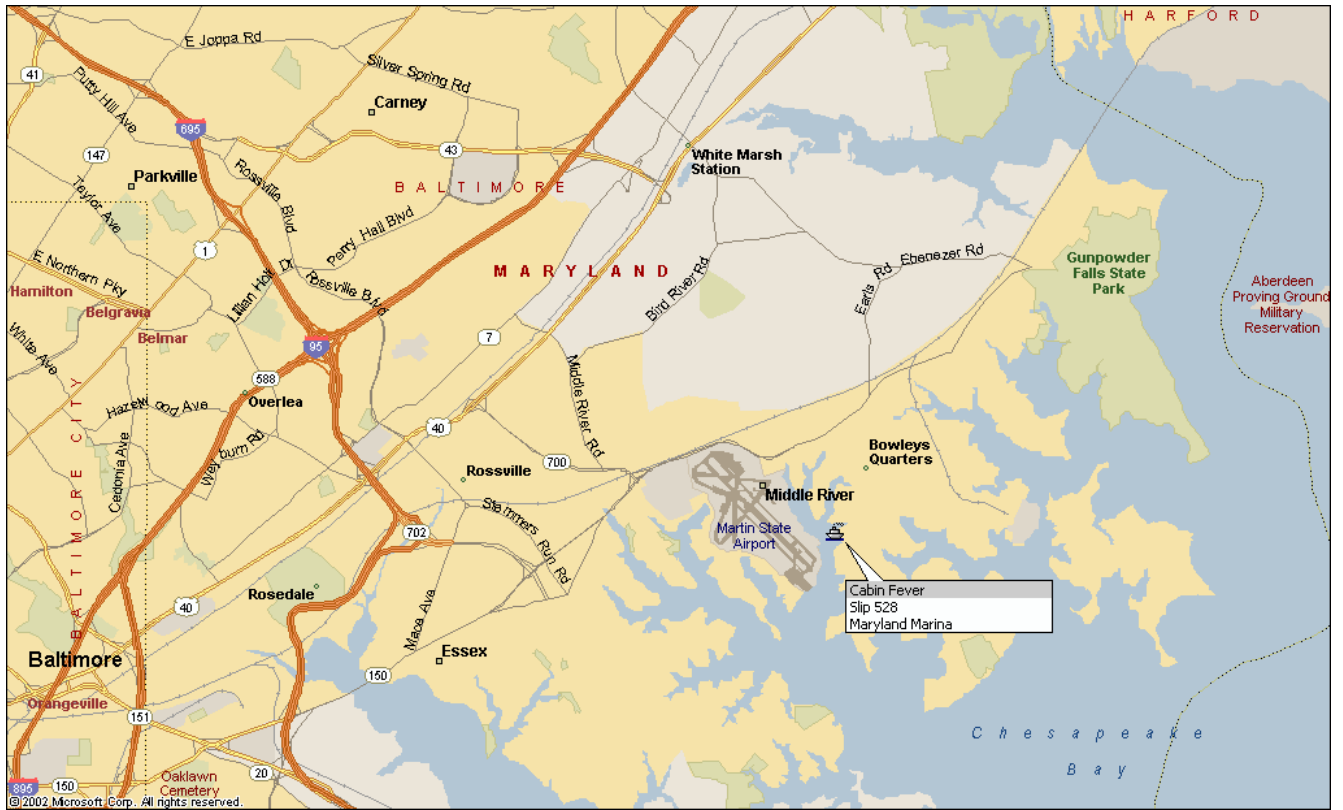 HARFORD
E Joppa Rd
41
Silver Spring Rd
Putty Hill Ave
Carney
695
43
White Marsh
Station
147
Parkville
Rossville Blvd
BALTIMORE
Taylor Ave
Perry Hall Blvd
1
E Northern Pky
Lillian Holt Dr
Rossville Blvd
MARYLAND
Bird River Rd
Earls Rd
Ebenezer Rd
Gunpowder
Falls State
Park
Aberdeen
Proving Ground
Military
Reservation
Hamilton
Belgravia
Belmar
White Ave
95
7
588
Overlea
Middle River Rd
Hazelwood Ave
Cedonia Ave
Weyburn Rd
40
BALTIMORE CITY
Rossville
700
Bowleys
Quarters
Middle River
Stemmers Run Rd
Martin State
Airport
702
Rosedale
40
Mace Ave
Cabin Fever
Slip 528
Maryland Marina
Baltimore
Essex
150
Orangeville
151
Chesapeake
Bay
20
Oaklawn
Cemetery
895
150
© 2002 Microsoft Corp. All rights reserved.